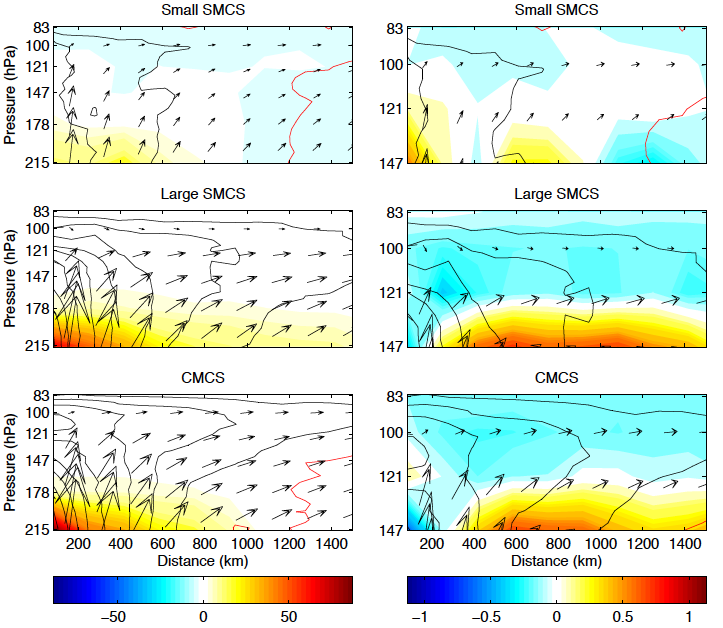 Small SMCS
Small SMCS
Pressure (hPa)
83
100
121
147
178
215
83
100
121
147
Large SMCS
Large SMCS
Pressure (hPa)
83
100
121
147
178
215
83
100
121
147
CMCS
CMCS
Pressure (hPa)
83
100
121
147
178
215
83
100
121
147
200 400 600 800 1000 1200 1400
200 400 600 800 1000 1200 1400
Distance (km)
Distance (km)
−50 0 50
−1 −0.5 0 0.5 1